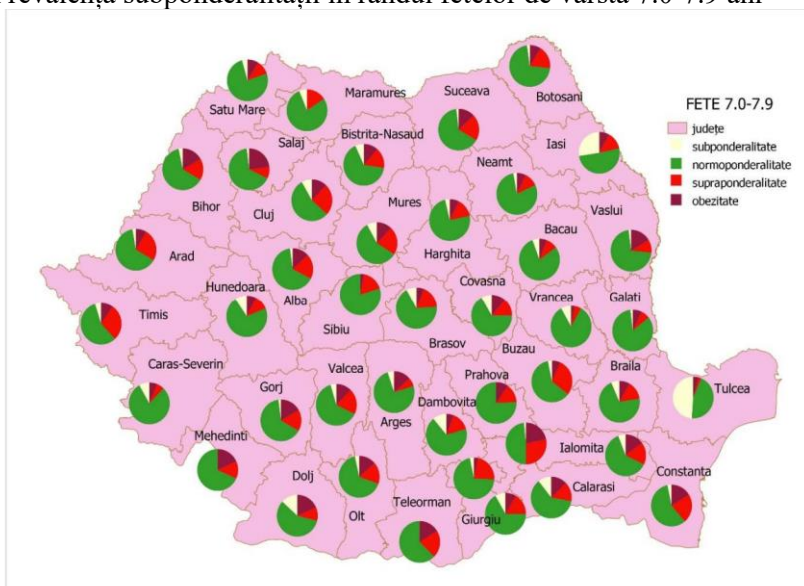 subponderalității în rândul fetelor de vârstă 7.0-7.9 ani
Maramures
Suceava
Botosani
Satu Mare
Bistrita-Nasaud
Salaj
Iasi
Neamt
Bihor
Cluj
Mures
Vaslui
Harghita
Bacau
Arad
Covasna
Hunedoara
Alba
Vrancea
Galati
Timis
Sibiu
Brasov
Buzau
Caras-Severin
Valcea
Prahova
Braila
Gorj
Tulcea
Dambovita
Arges
Mehedinti
Ialomita
Dolj
Constanta
Calarasi
Olt
Teleorman
Giurgiu
FETE 7.0-7.9
județe
subponderalitate
normoponderalitate
supraponderalitate
obezitate